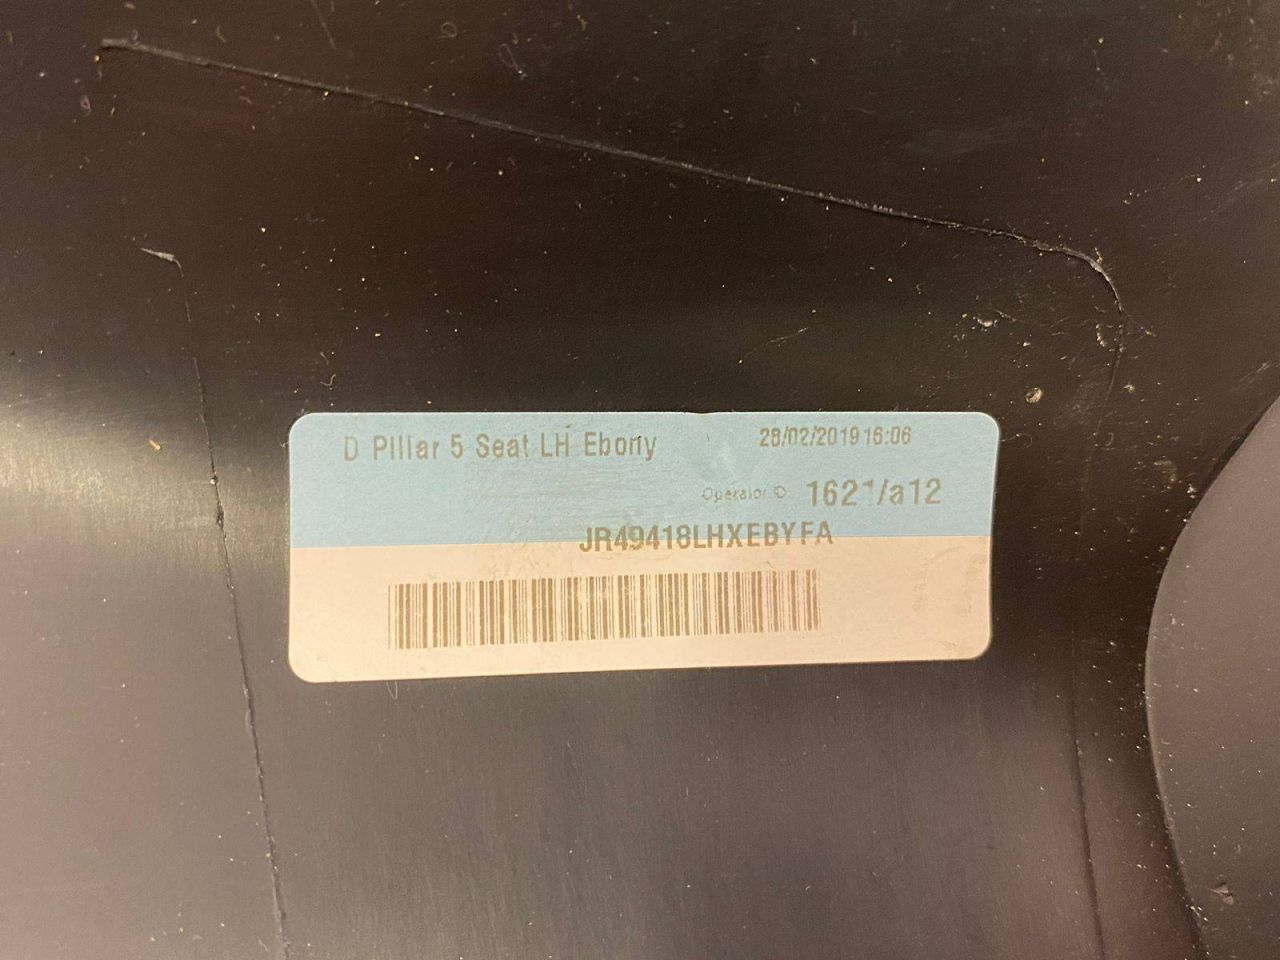 D Pillar 5 Seat LH Ebony
28/02/2019 16:06
Operator ID 1621/a12
JR49418LHXEBYFA